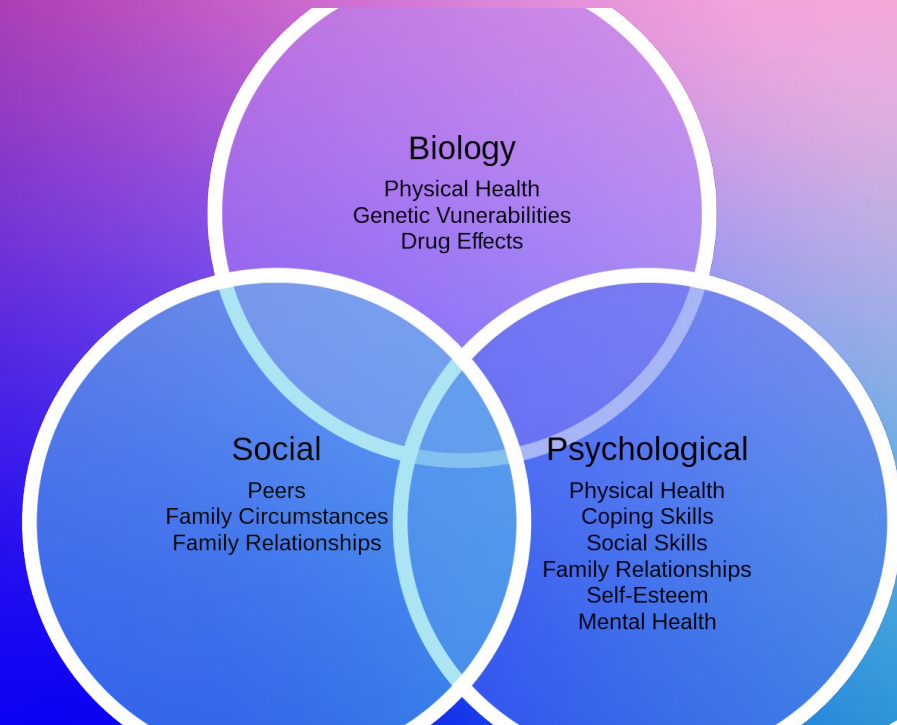 Biology
Physical Health
Genetic Vunerabilities
Drug Effects
Social
Peers
Family Circumstances
Family Relationships
Psychological
Physical Health
Coping Skills
Social Skills
Family Relationships
Self-Esteem
Mental Health